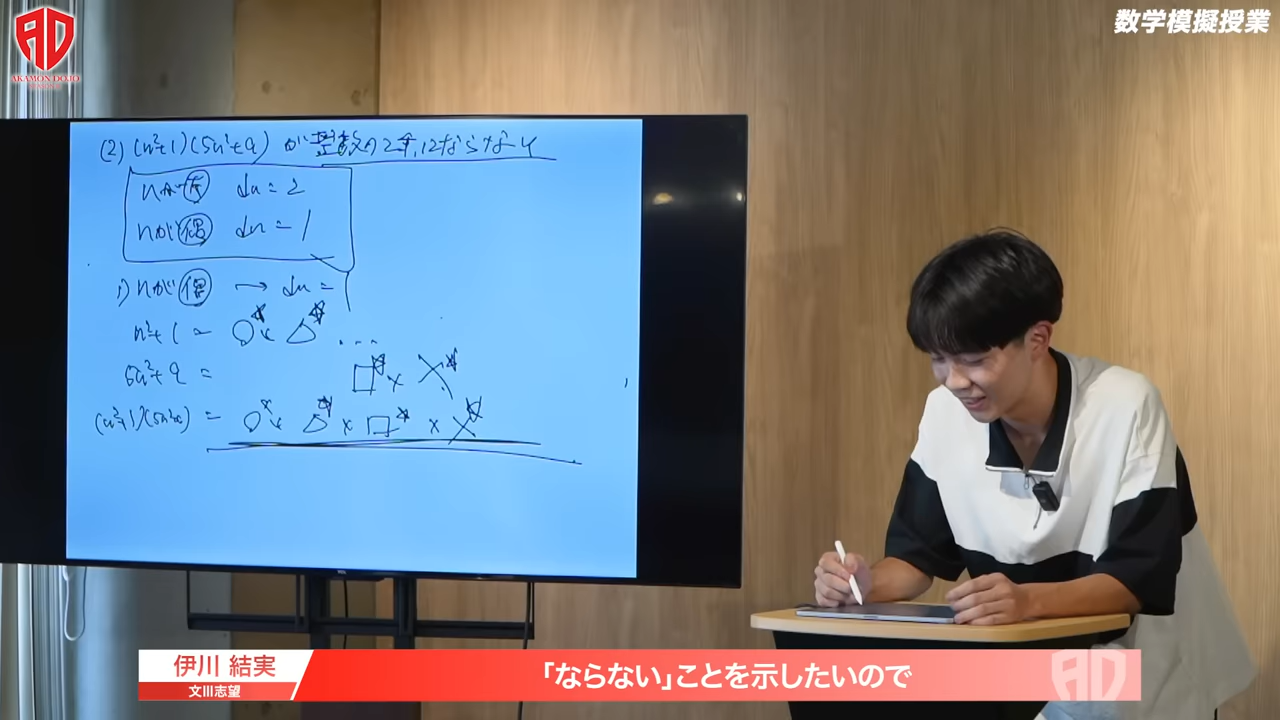 AD
AKAMON DOJO
数学模擬授業
(2) (n²+1)(5n²+9) が整数の2乗にならない
nが奇 dn = 2
nが偶 dn = 1
i) nが偶 → dn = 1
n²+1 = ○* × △* ...
5n²+9 = □* × ×*
(n²+1)(5n²+9) = ○* × △* × □* × ×*
伊川 結実
文Ⅲ志望
「ならない」ことを示したいので
AD